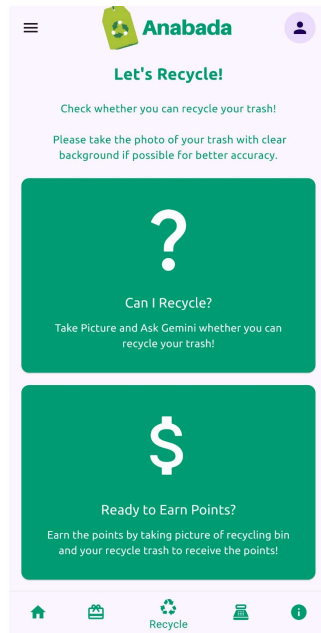 Anabada
Let's Recycle!
Check whether you can recycle your trash!
Please take the photo of your trash with clear
background if possible for better accuracy.
?
Can I Recycle?
Take Picture and Ask Gemini whether you can
recycle your trash!
$
Ready to Earn Points?
Earn the points by taking picture of recycling bin
and your recycle trash to receive the points!
Recycle